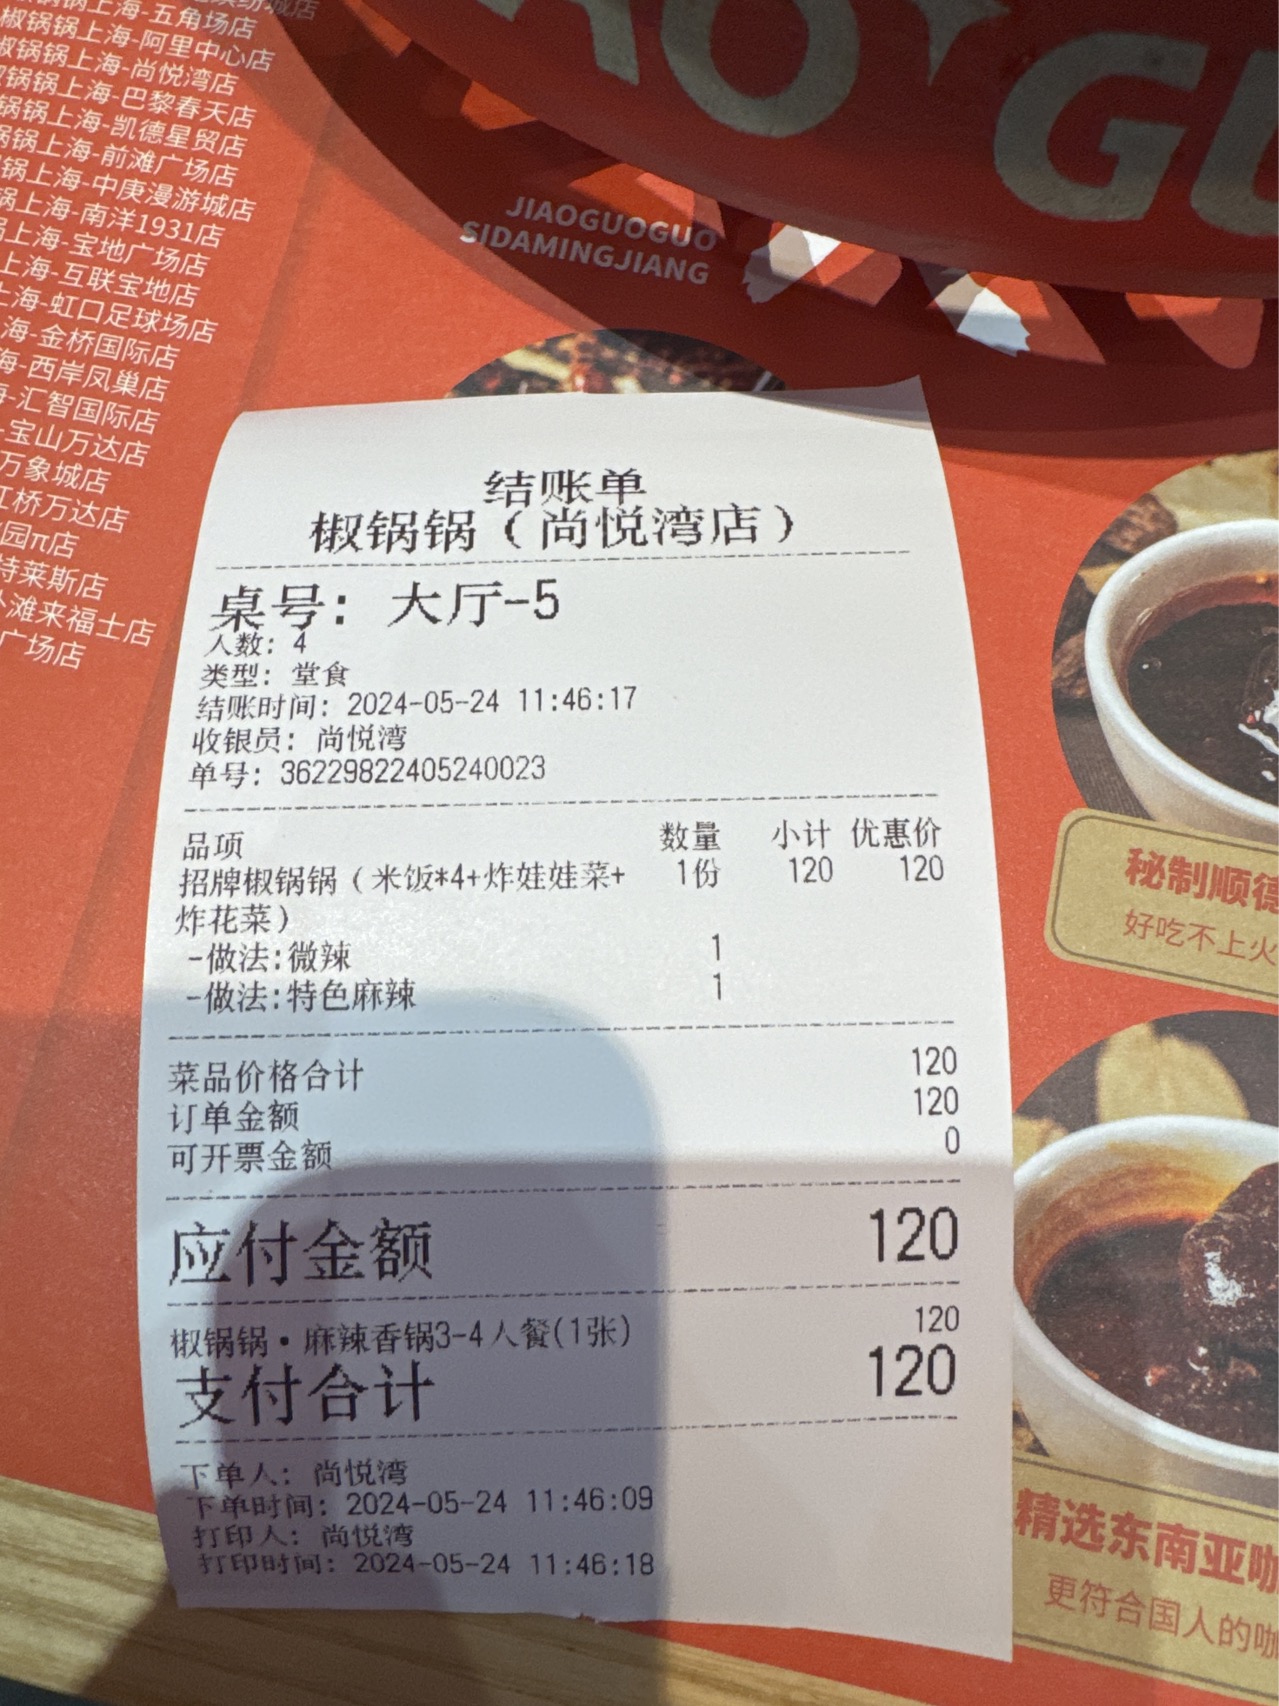 椒锅锅上海-五角场店
椒锅锅上海-阿里中心店
椒锅锅上海-尚悦湾店
椒锅锅上海-巴黎春天店
锅锅上海-凯德星贸店
锅锅上海-前滩广场店
锅上海-中庚漫游城店
锅上海-南洋1931店
上海-宝地广场店
上海-互联宝地店
上海-虹口足球场店
海-金桥国际店
海-西岸凤巢店
-汇智国际店
-宝山万达店
万象城店
虹桥万达店
园π店
特莱斯店
外滩来福士店
广场店
JIAOGUOGUO
SIDAMINGJIANG
结账单
椒锅锅（尚悦湾店）
桌号: 大厅-5
人数: 4
类型: 堂食
结账时间: 2024-05-24 11:46:17
收银员: 尚悦湾
单号: 36229822405240023
品项 数量 小计 优惠价
招牌椒锅锅（米饭*4+炸娃娃菜+ 1份 120 120
炸花菜）
-做法:微辣 1
-做法:特色麻辣 1
菜品价格合计 120
订单金额 120
可开票金额 0
应付金额 120
椒锅锅•麻辣香锅3-4人餐(1张) 120
支付合计 120
下单人: 尚悦湾
下单时间: 2024-05-24 11:46:09
打印人: 尚悦湾
打印时间: 2024-05-24 11:46:18
秘制顺德
好吃不上火
精选东南亚咖
更符合国人的咖